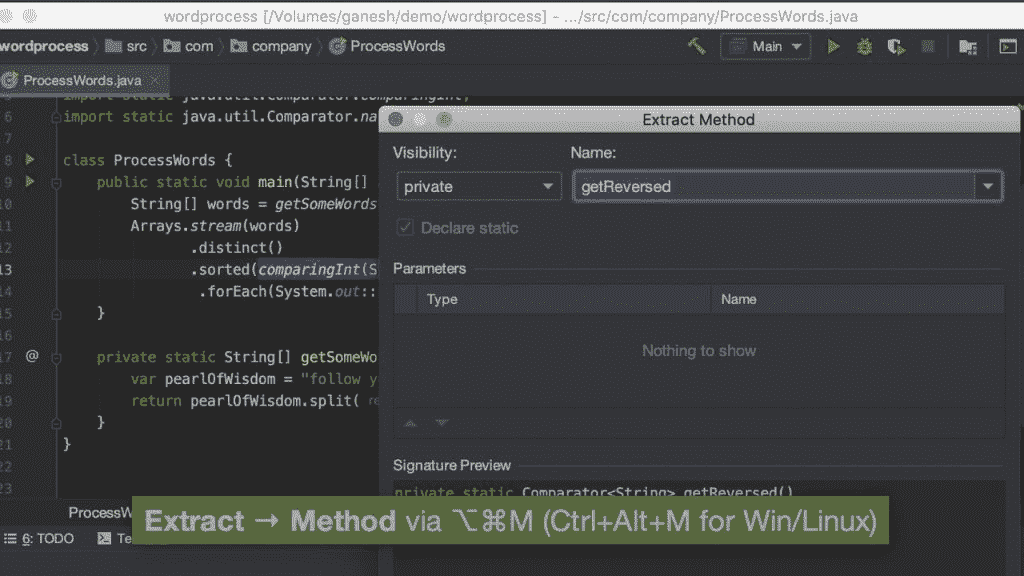 wordprocess [/Volumes/ganesh/demo/wordprocess] - .../src/com/company/ProcessWords.java
wordprocess src com company ProcessWords Main
ProcessWords.java
import static java.util.Comparator.comparingInt;
6 import static java.util.Comparator.na
7
8 class ProcessWords {
9 public static void main(String[]
10 String[] words = getSomeWords
11 Arrays.stream(words)
12 .distinct()
13 .sorted(comparingInt(S
14 .forEach(System.out::
15 }
16
17 @ private static String[] getSomeWo
18 var pearlOfWisdom = "follow y
19 return pearlOfWisdom.split( re
20 }
21 }
22
23
ProcessW
6: TODO Te
Extract Method
Visibility: Name:
private getReversed
Declare static
Parameters
Type Name
Nothing to show
Signature Preview
private static Comparator<String> getReversed()
Extract → Method via ⌥⌘M (Ctrl+Alt+M for Win/Linux)